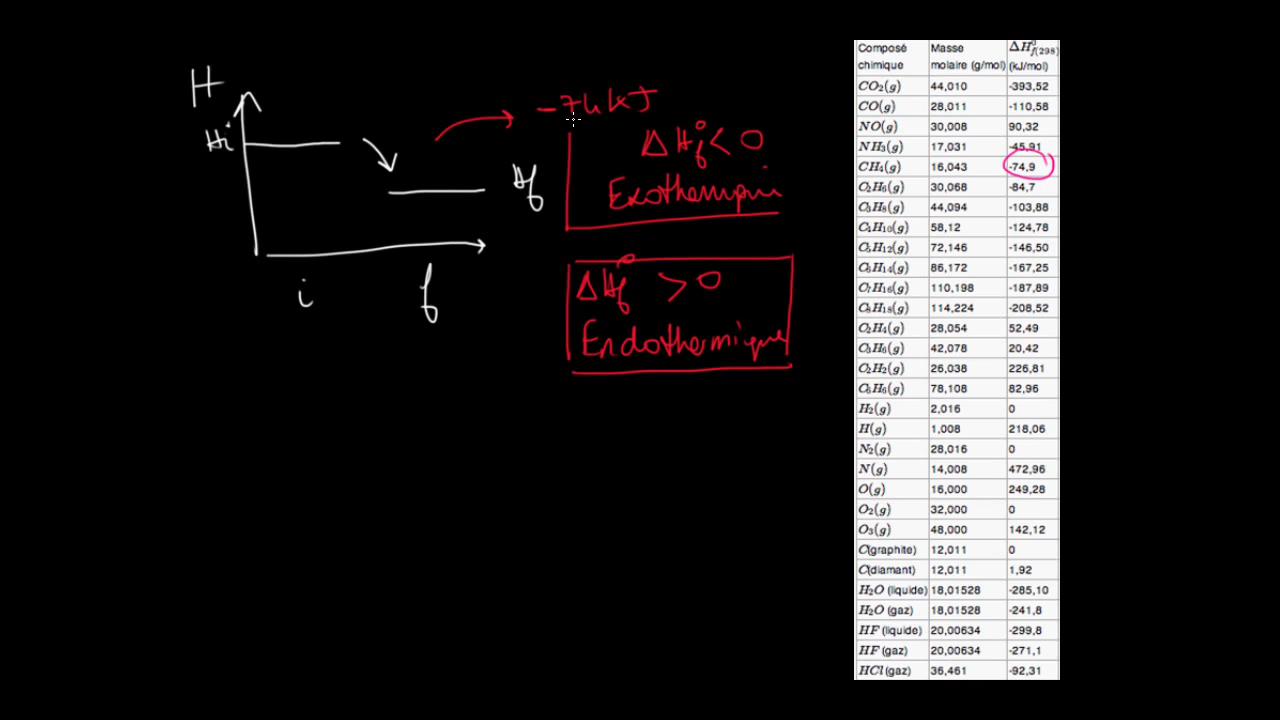 H
Hi
Hf
i
f
-74 kJ
ΔHf° < 0
Exothermique
ΔHf° > 0
Endothermique
Composé chimique	Masse molaire (g/mol)	ΔH⁰f(298) (kJ/mol)
CO₂(g)	44,010	-393,52
CO(g)	28,011	-110,58
NO(g)	30,008	90,32
NH₃(g)	17,031	-45,91
CH₄(g)	16,043	-74,9
C₂H₆(g)	30,068	-84,7
C₃H₈(g)	44,094	-103,88
C₄H₁₀(g)	58,12	-124,78
C₅H₁₂(g)	72,146	-146,50
C₆H₁₄(g)	86,172	-167,25
C₇H₁₆(g)	110,198	-187,89
C₈H₁₈(g)	114,224	-208,52
C₂H₄(g)	28,054	52,49
C₃H₆(g)	42,078	20,42
C₂H₂(g)	26,038	226,81
C₆H₆(g)	78,108	82,96
H₂(g)	2,016	0
H(g)	1,008	218,06
N₂(g)	28,016	0
N(g)	14,008	472,96
O(g)	16,000	249,28
O₂(g)	32,000	0
O₃(g)	48,000	142,12
C(graphite)	12,011	0
C(diamant)	12,011	1,92
H₂O (liquide)	18,01528	-285,10
H₂O (gaz)	18,01528	-241,8
HF (liquide)	20,00634	-299,8
HF (gaz)	20,00634	-271,1
HCl (gaz)	36,461	-92,31